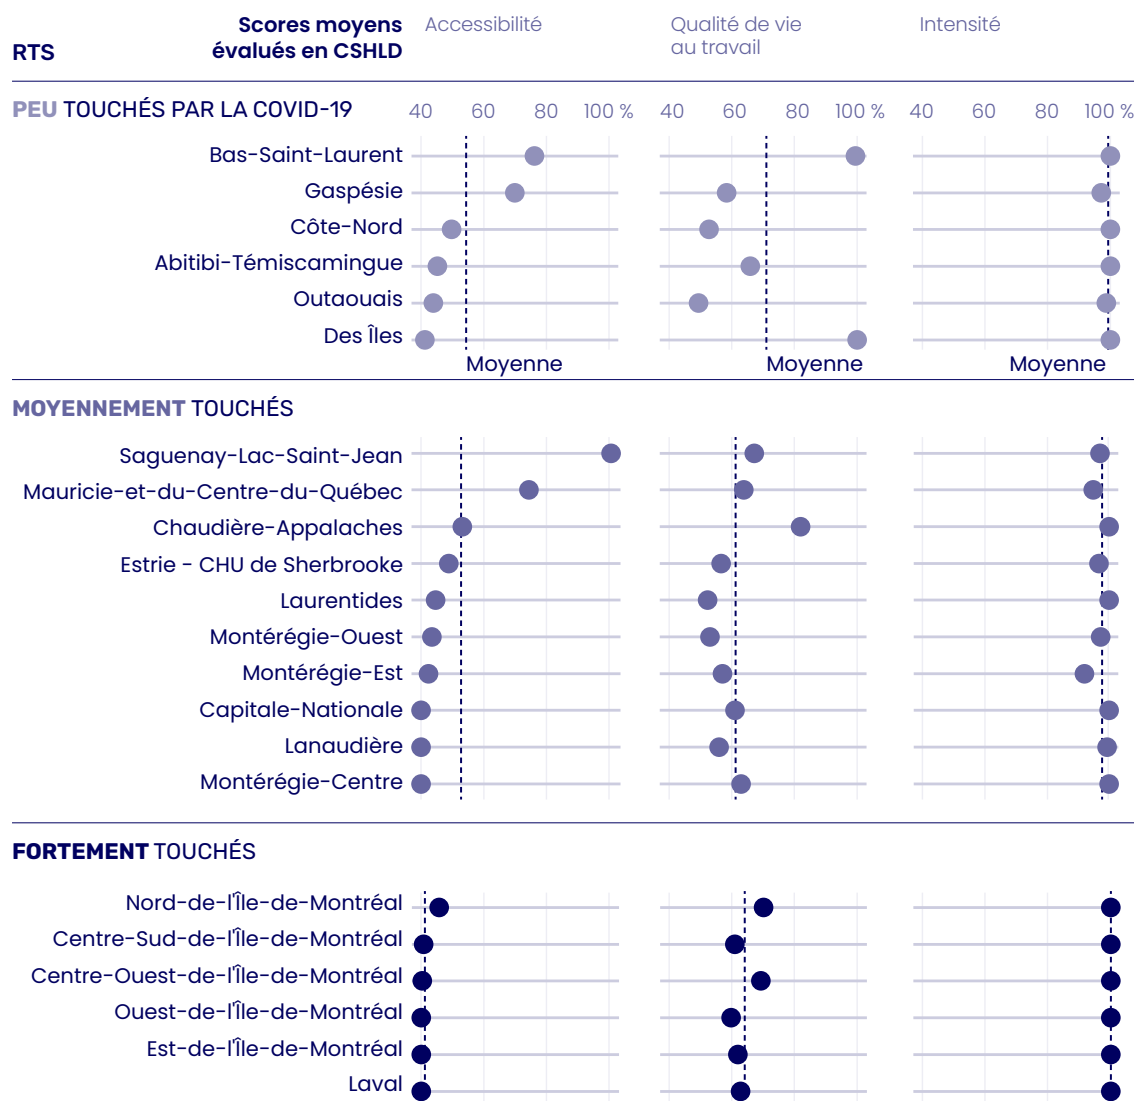 RTS
Scores moyens
évalués en CSHLD
Accessibilité
Qualité de vie
au travail
Intensité
PEU TOUCHÉS PAR LA COVID-19
40 60 80 100 %
40 60 80 100 %
40 60 80 100 %
Bas-Saint-Laurent
Gaspésie
Côte-Nord
Abitibi-Témiscamingue
Outaouais
Des Îles
Moyenne
Moyenne
Moyenne
MOYENNEMENT TOUCHÉS
Saguenay-Lac-Saint-Jean
Mauricie-et-du-Centre-du-Québec
Chaudière-Appalaches
Estrie - CHU de Sherbrooke
Laurentides
Montérégie-Ouest
Montérégie-Est
Capitale-Nationale
Lanaudière
Montérégie-Centre
FORTEMENT TOUCHÉS
Nord-de-l'Île-de-Montréal
Centre-Sud-de-l'Île-de-Montréal
Centre-Ouest-de-l'Île-de-Montréal
Ouest-de-l'Île-de-Montréal
Est-de-l'Île-de-Montréal
Laval